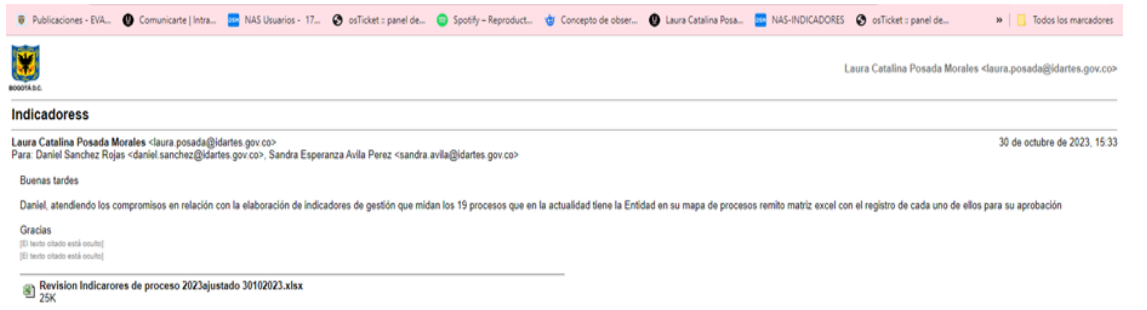 Publicaciones - EVA... Comunicarte | Intra... NAS Usuarios - 17... osTicket :: panel de... Spotify – Reproduct... Concepto de obser... Laura Catalina Posa... NAS-INDICADORES osTicket :: panel de... » Todos los marcadores
BOGOTÁ D.C.
Laura Catalina Posada Morales <laura.posada@idartes.gov.co>
Indicadoress
Laura Catalina Posada Morales <laura.posada@idartes.gov.co> 30 de octubre de 2023, 15:33
Para: Daniel Sanchez Rojas <daniel.sanchez@idartes.gov.co>, Sandra Esperanza Avila Perez <sandra.avila@idartes.gov.co>
Buenas tardes
Daniel, atendiendo los compromisos en relación con la elaboración de indicadores de gestión que midan los 19 procesos que en la actualidad tiene la Entidad en su mapa de procesos remito matriz excel con el registro de cada uno de ellos para su aprobación
Gracias
[El texto citado está oculto]
[El texto citado está oculto]
Revision Indicarores de proceso 2023ajustado 30102023.xlsx
25K